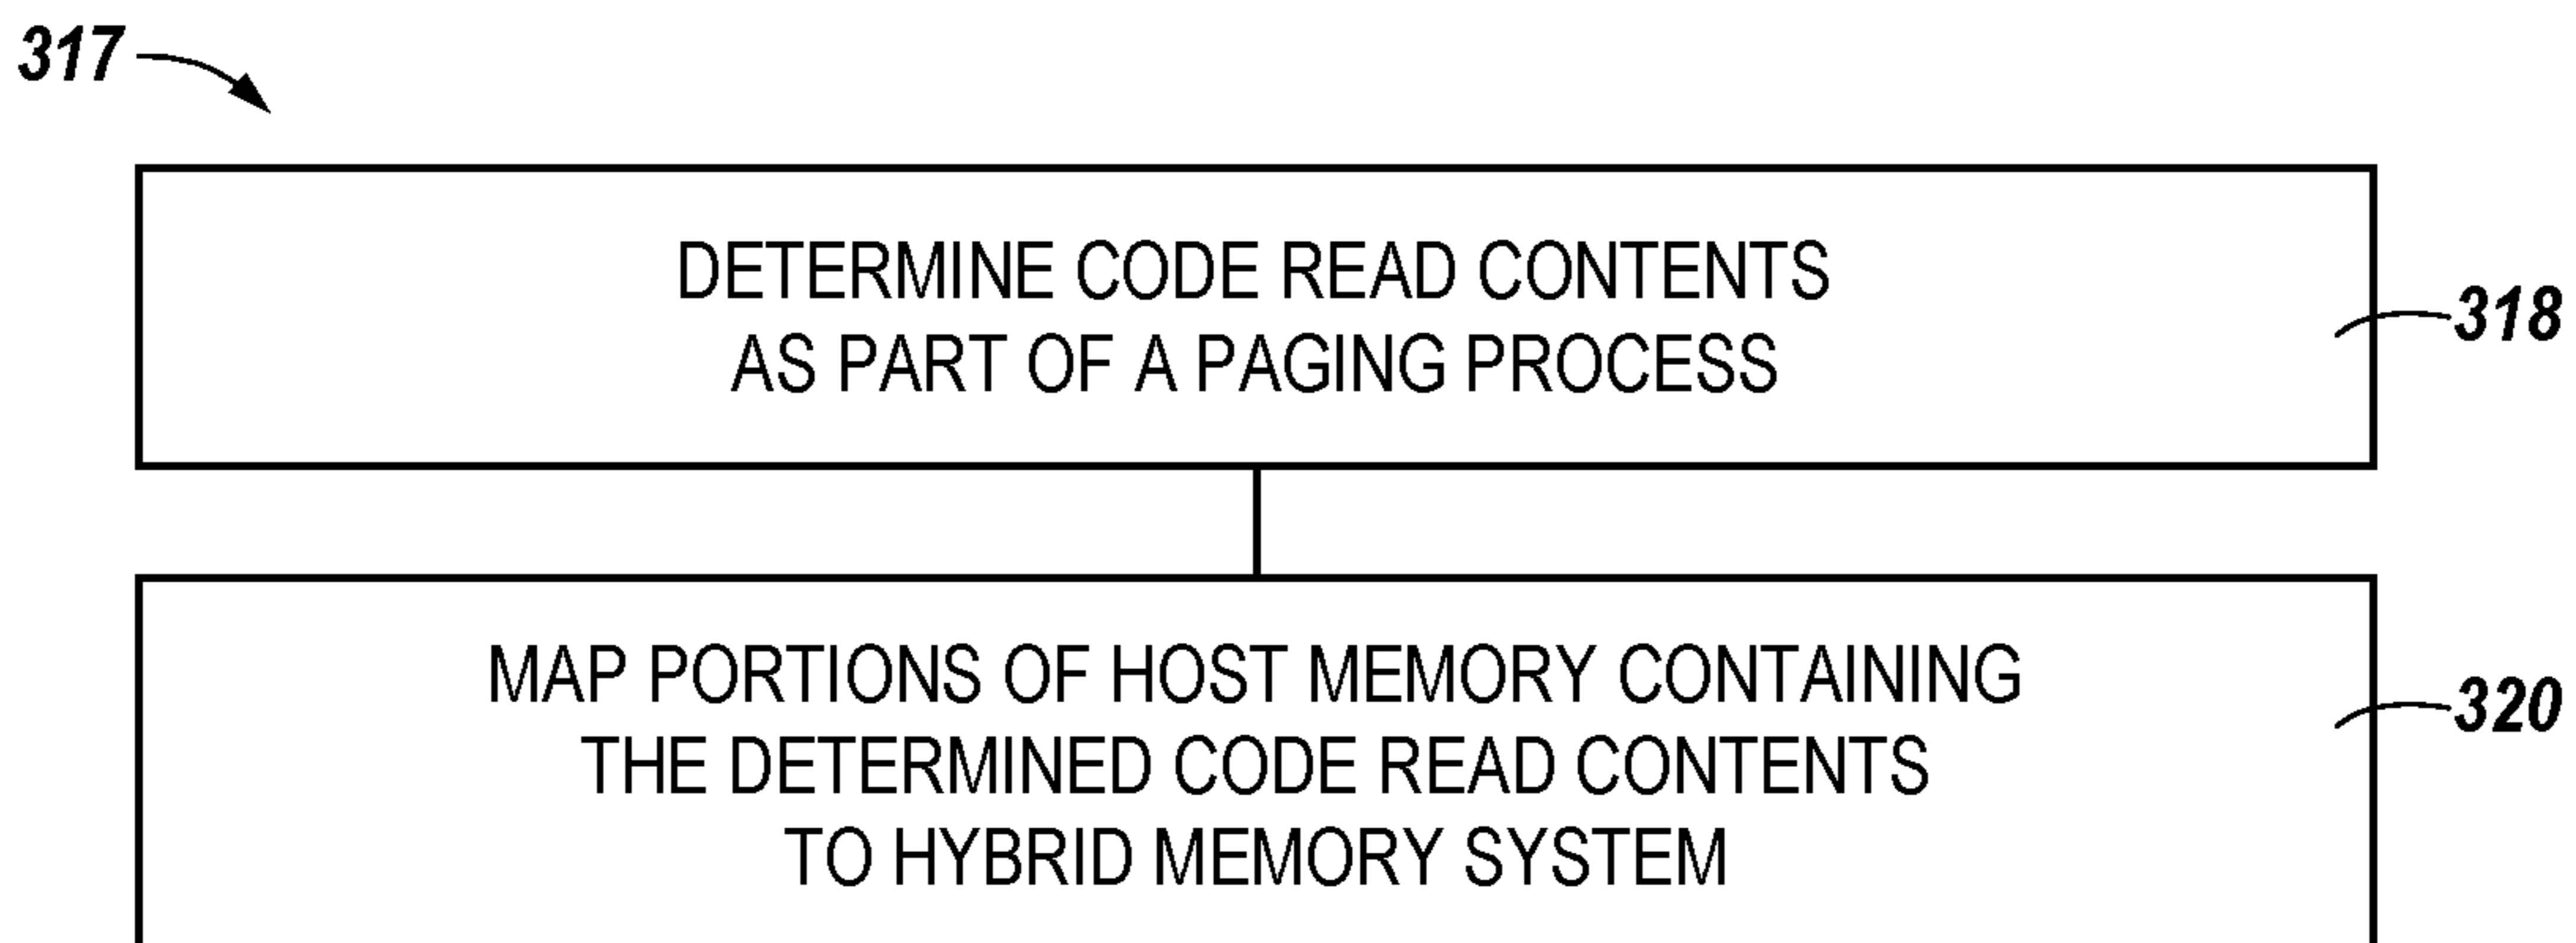 317
DETERMINE CODE READ CONTENTS
AS PART OF A PAGING PROCESS
318
MAP PORTIONS OF HOST MEMORY CONTAINING
THE DETERMINED CODE READ CONTENTS
TO HYBRID MEMORY SYSTEM
320